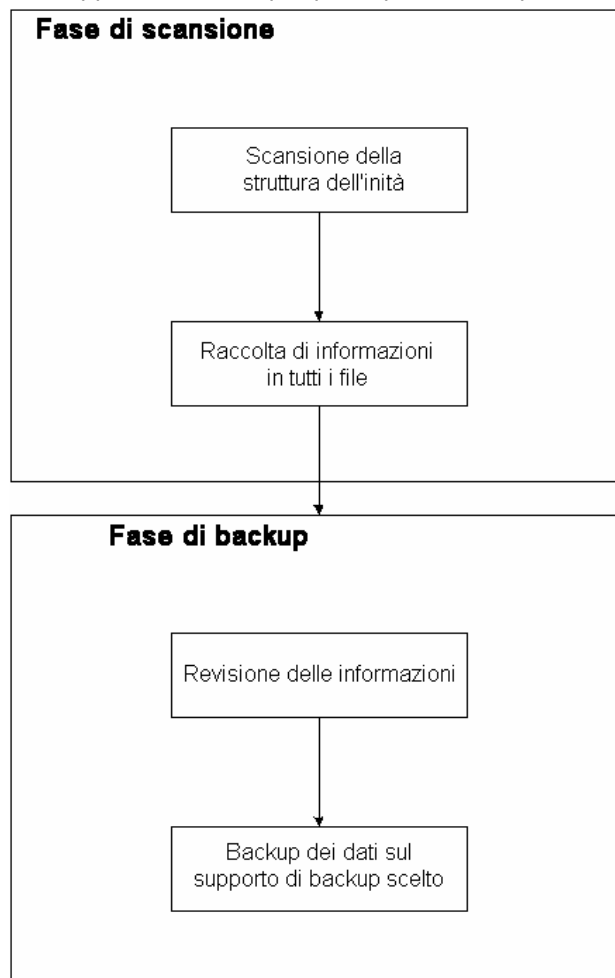 Fase di scansione
Scansione della
struttura dell'inità
Raccolta di informazioni
in tutti i file
Fase di backup
Revisione delle informazioni
Backup dei dati sul
supporto di backup scelto